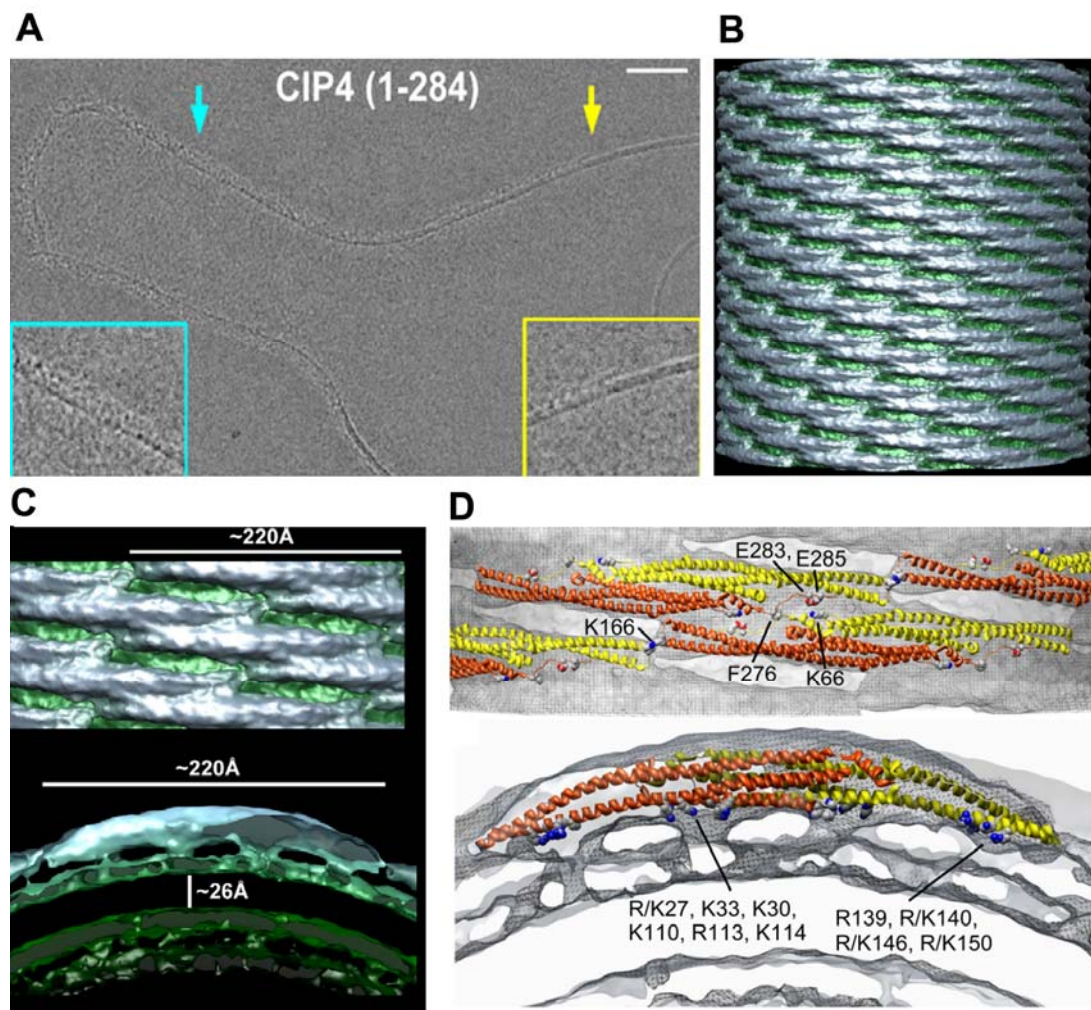 A
CIP4 (1-284)
B
C
~220Å
~220Å
~26Å
D
E283,
E285
K166
F276
K66
R/K27, K33, K30,
K110, R113, K114
R139, R/K140,
R/K146, R/K150